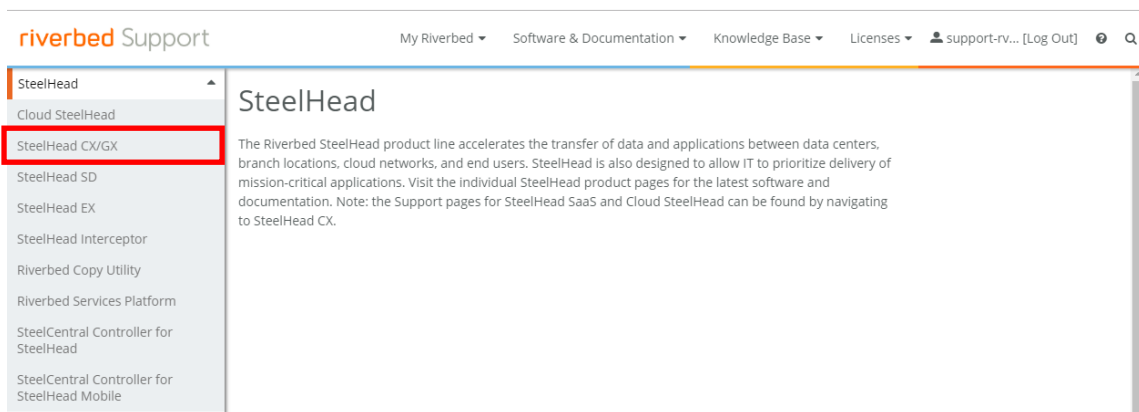 riverbed Support
My Riverbed Software & Documentation Knowledge Base Licenses support-rv... [Log Out]
SteelHead
Cloud SteelHead
SteelHead CX/GX
SteelHead SD
SteelHead EX
SteelHead Interceptor
Riverbed Copy Utility
Riverbed Services Platform
SteelCentral Controller for
SteelHead
SteelCentral Controller for
SteelHead Mobile
SteelHead
The Riverbed SteelHead product line accelerates the transfer of data and applications between data centers,
branch locations, cloud networks, and end users. SteelHead is also designed to allow IT to prioritize delivery of
mission-critical applications. Visit the individual SteelHead product pages for the latest software and
documentation. Note: the Support pages for SteelHead SaaS and Cloud SteelHead can be found by navigating
to SteelHead CX.